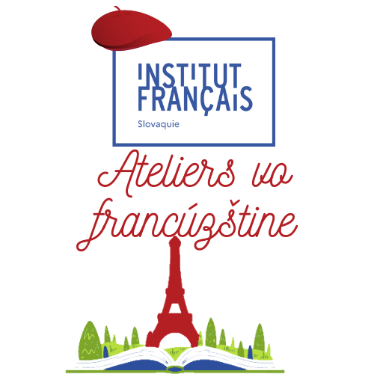 INSTITUT
FRANÇAIS
Slovaquie
Ateliers vo
francúzštine